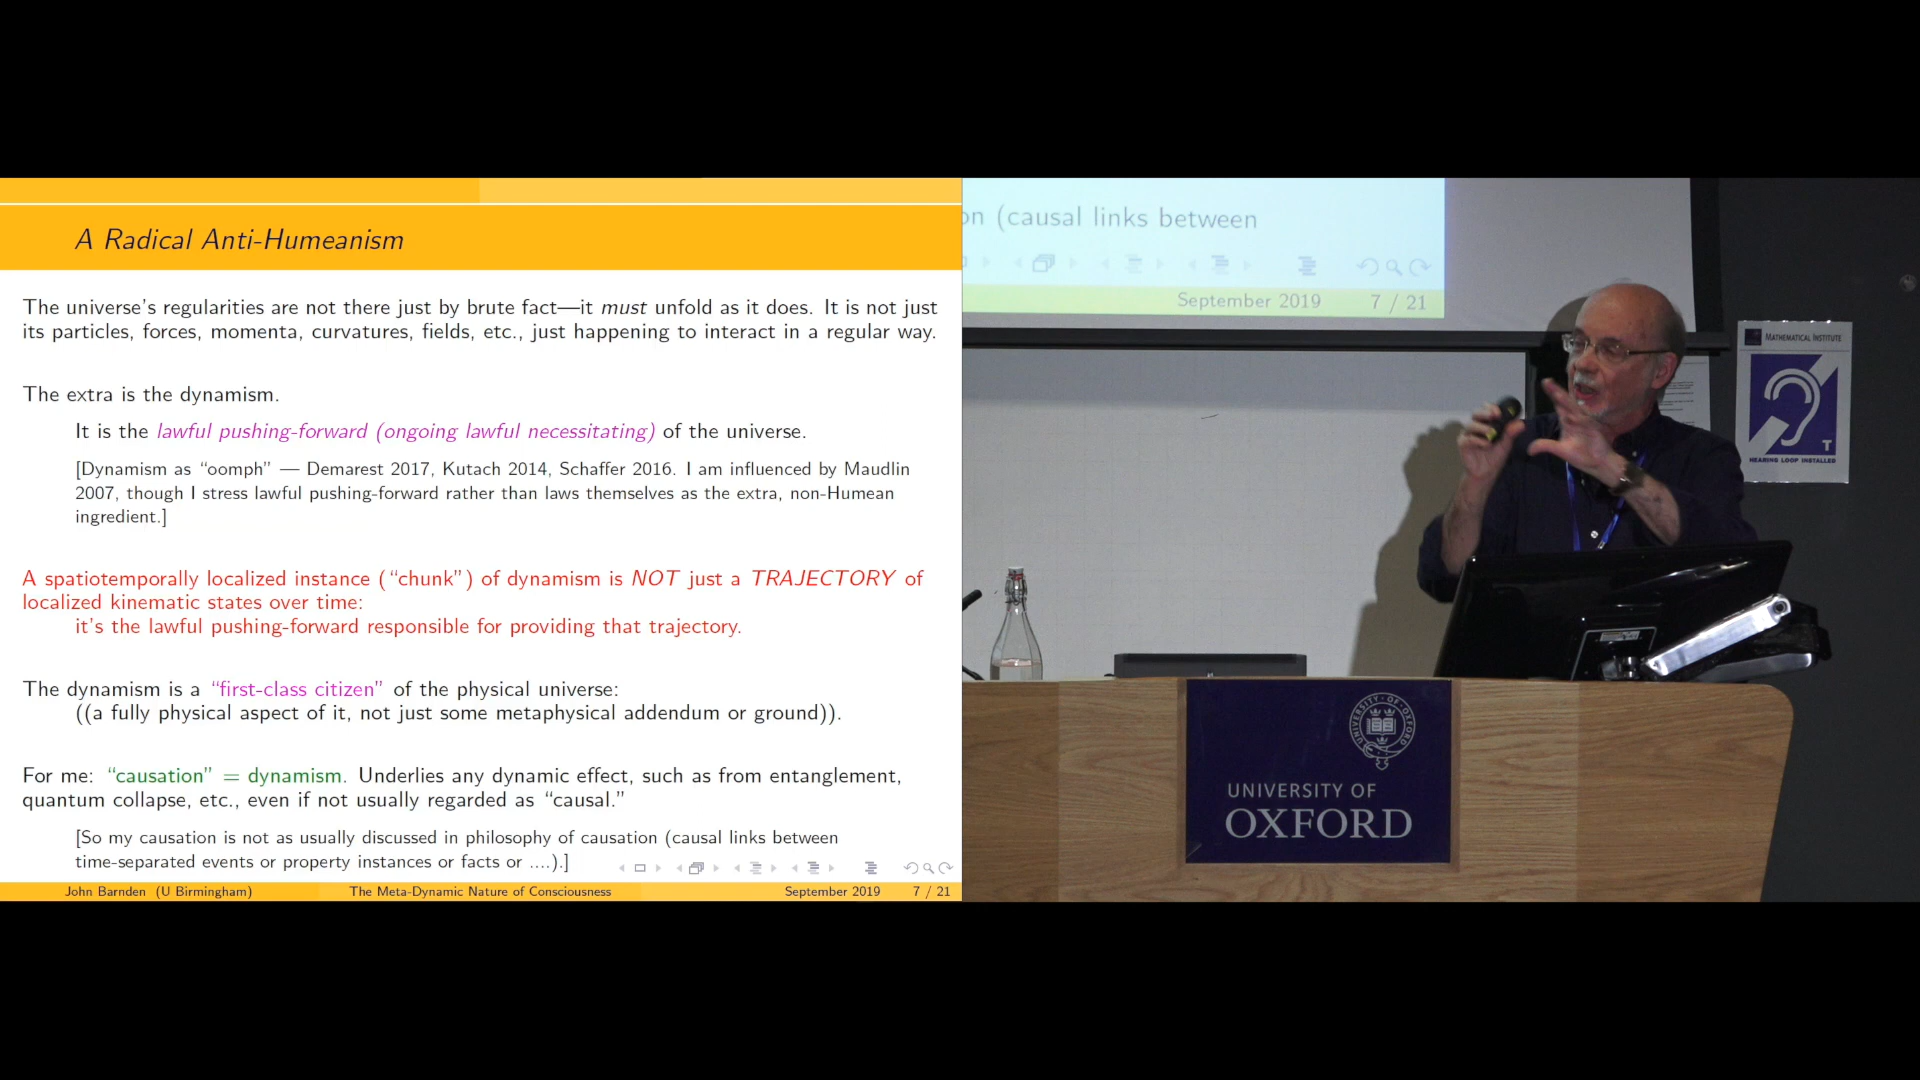 A Radical Anti-Humeanism
The universe's regularities are not there just by brute fact—it must unfold as it does. It is not just
its particles, forces, momenta, curvatures, fields, etc., just happening to interact in a regular way.
The extra is the dynamism.
It is the lawful pushing-forward (ongoing lawful necessitating) of the universe.
[Dynamism as “oomph” — Demarest 2017, Kutach 2014, Schaffer 2016. I am influenced by Maudlin
2007, though I stress lawful pushing-forward rather than laws themselves as the extra, non-Humean
ingredient.]
A spatiotemporally localized instance (“chunk”) of dynamism is NOT just a TRAJECTORY of
localized kinematic states over time:
it's the lawful pushing-forward responsible for providing that trajectory.
The dynamism is a “first-class citizen” of the physical universe:
((a fully physical aspect of it, not just some metaphysical addendum or ground)).
For me: “causation” = dynamism. Underlies any dynamic effect, such as from entanglement,
quantum collapse, etc., even if not usually regarded as “causal.”
[So my causation is not as usually discussed in philosophy of causation (causal links between
time-separated events or property instances or facts or ....).]
John Barnden (U Birmingham) The Meta-Dynamic Nature of Consciousness September 2019 7 / 21
on (causal links between
September 2019 7 / 21
MATHEMATICAL INSTITUTE
T
HEARING LOOP INSTALLED
UNIVERSITY OF OXFORD
UNIVERSITY OF
OXFORD